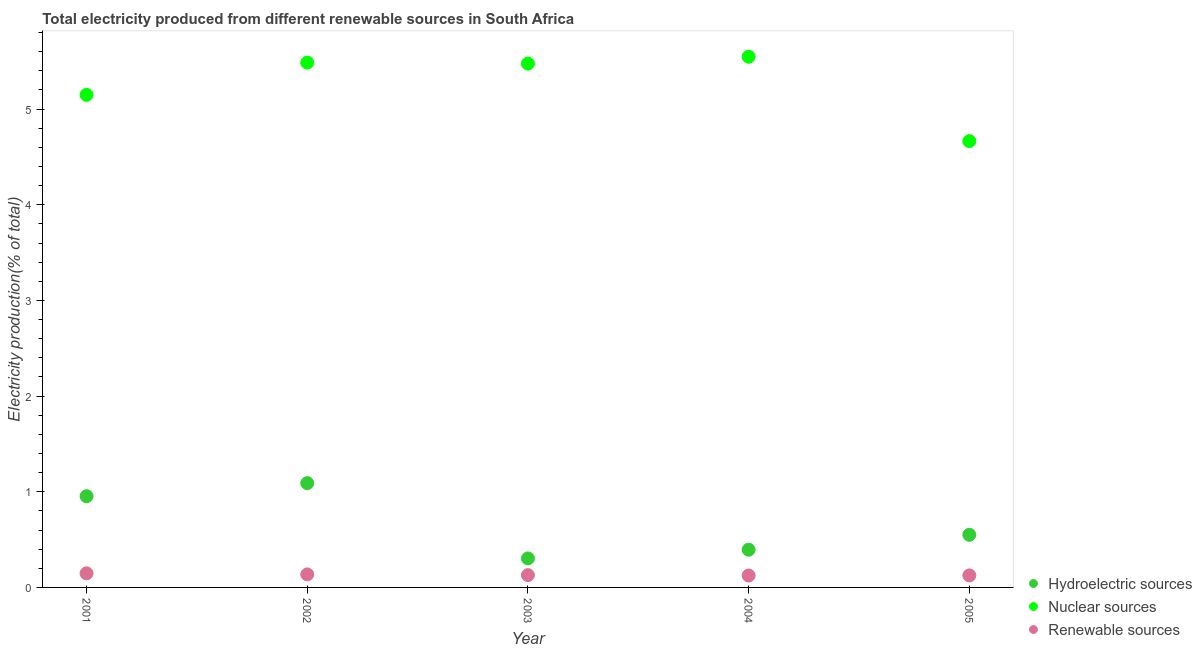 Total electricity produced from different renewable sources in South Africa
Electricity production(% of total)
5
4
3
2
1
0
2001
2002
2003
2004
2005
Year
Hydroelectric sources
Nuclear sources
Renewable sources